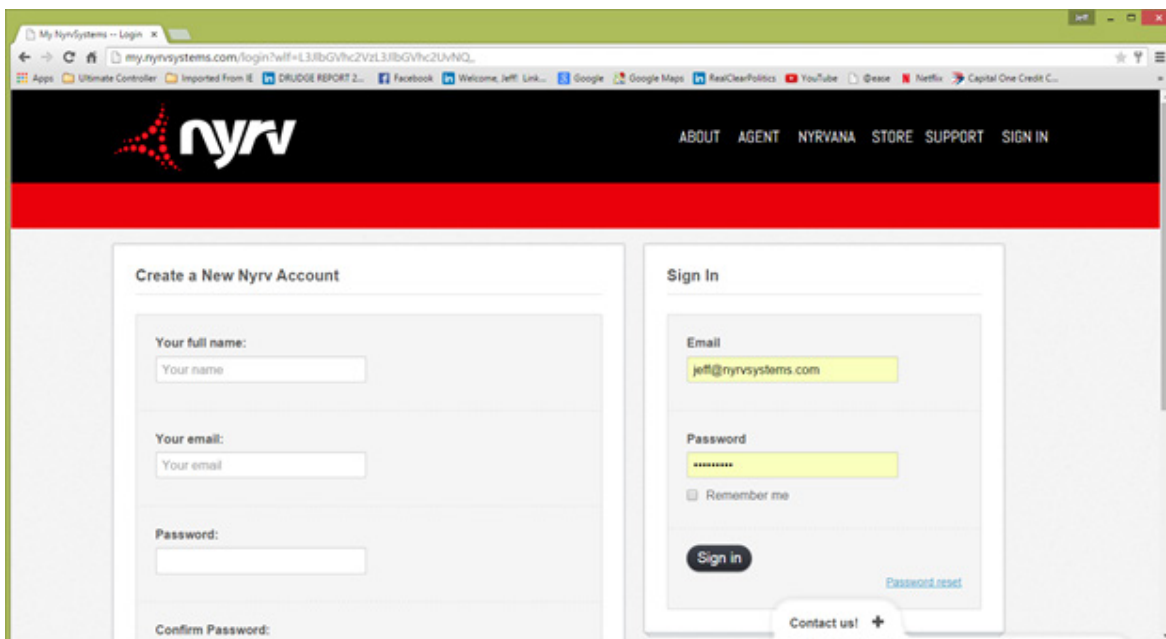 Jeff
My NyrvSystems -- Login
my.nyrvsystems.com/login?wlf=L3JlbGVhc2VzL3JlbGVhc2UvNQ..
Apps Ultimate Controller Imported From IE DRUDGE REPORT 2... Facebook Welcome, Jeff! Link... Google Google Maps RealClearPolitics YouTube @ease Netflix Capital One Credit C...
nyrv
ABOUT AGENT NYRVANA STORE SUPPORT SIGN IN
Create a New Nyrv Account
Your full name:
Your name
Your email:
Your email
Password:
Confirm Password:
Sign In
Email
jeff@nyrvsystems.com
Password
Remember me
Sign in
Password reset
Contact us! +